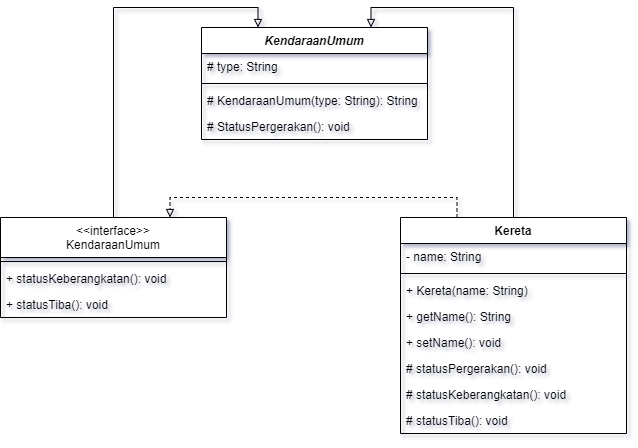 KendaraanUmum
# type: String
# KendaraanUmum(type: String): String
# StatusPergerakan(): void
<<interface>>
KendaraanUmum
+ statusKeberangkatan(): void
+ statusTiba(): void
Kereta
- name: String
+ Kereta(name: String)
+ getName(): String
+ setName(): void
# statusPergerakan(): void
# statusKeberangkatan(): void
# statusTiba(): void